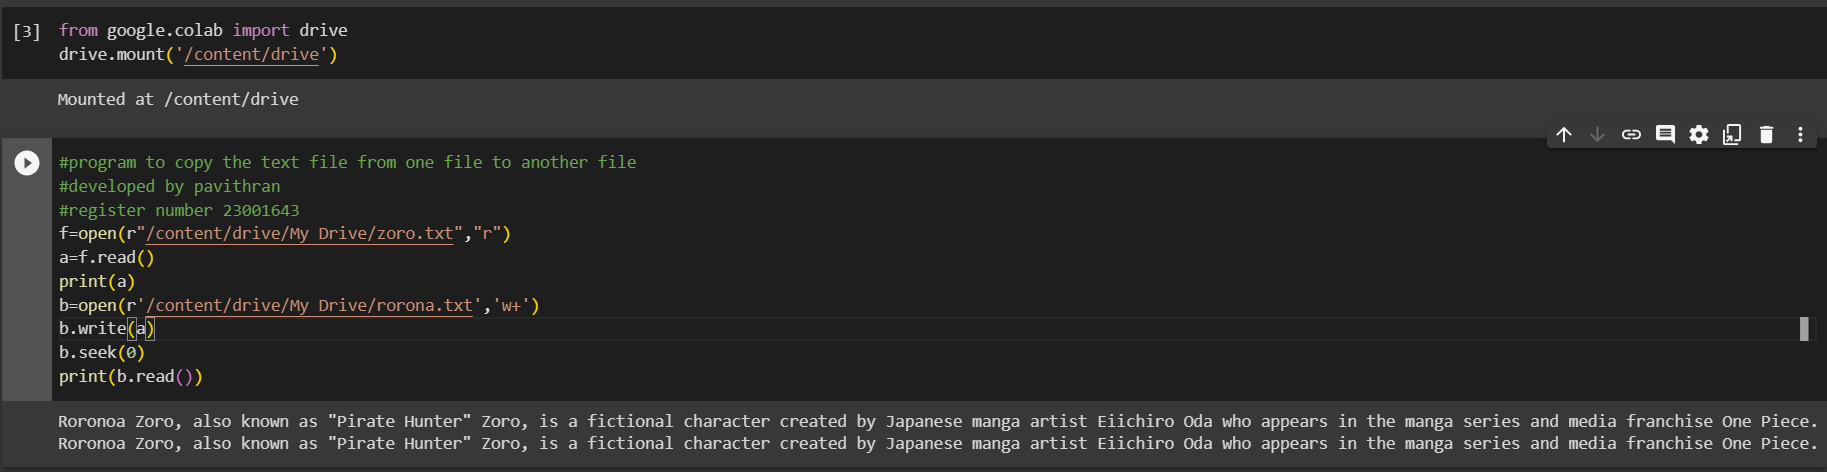 [3] from google.colab import drive
drive.mount('/content/drive')
Mounted at /content/drive
#program to copy the text file from one file to another file
#developed by pavithran
#register number 23001643
f=open(r"/content/drive/My Drive/zoro.txt","r")
a=f.read()
print(a)
b=open(r'/content/drive/My Drive/rorona.txt','w+')
b.write(a)
b.seek(0)
print(b.read())
Roronoa Zoro, also known as "Pirate Hunter" Zoro, is a fictional character created by Japanese manga artist Eiichiro Oda who appears in the manga series and media franchise One Piece.
Roronoa Zoro, also known as "Pirate Hunter" Zoro, is a fictional character created by Japanese manga artist Eiichiro Oda who appears in the manga series and media franchise One Piece.